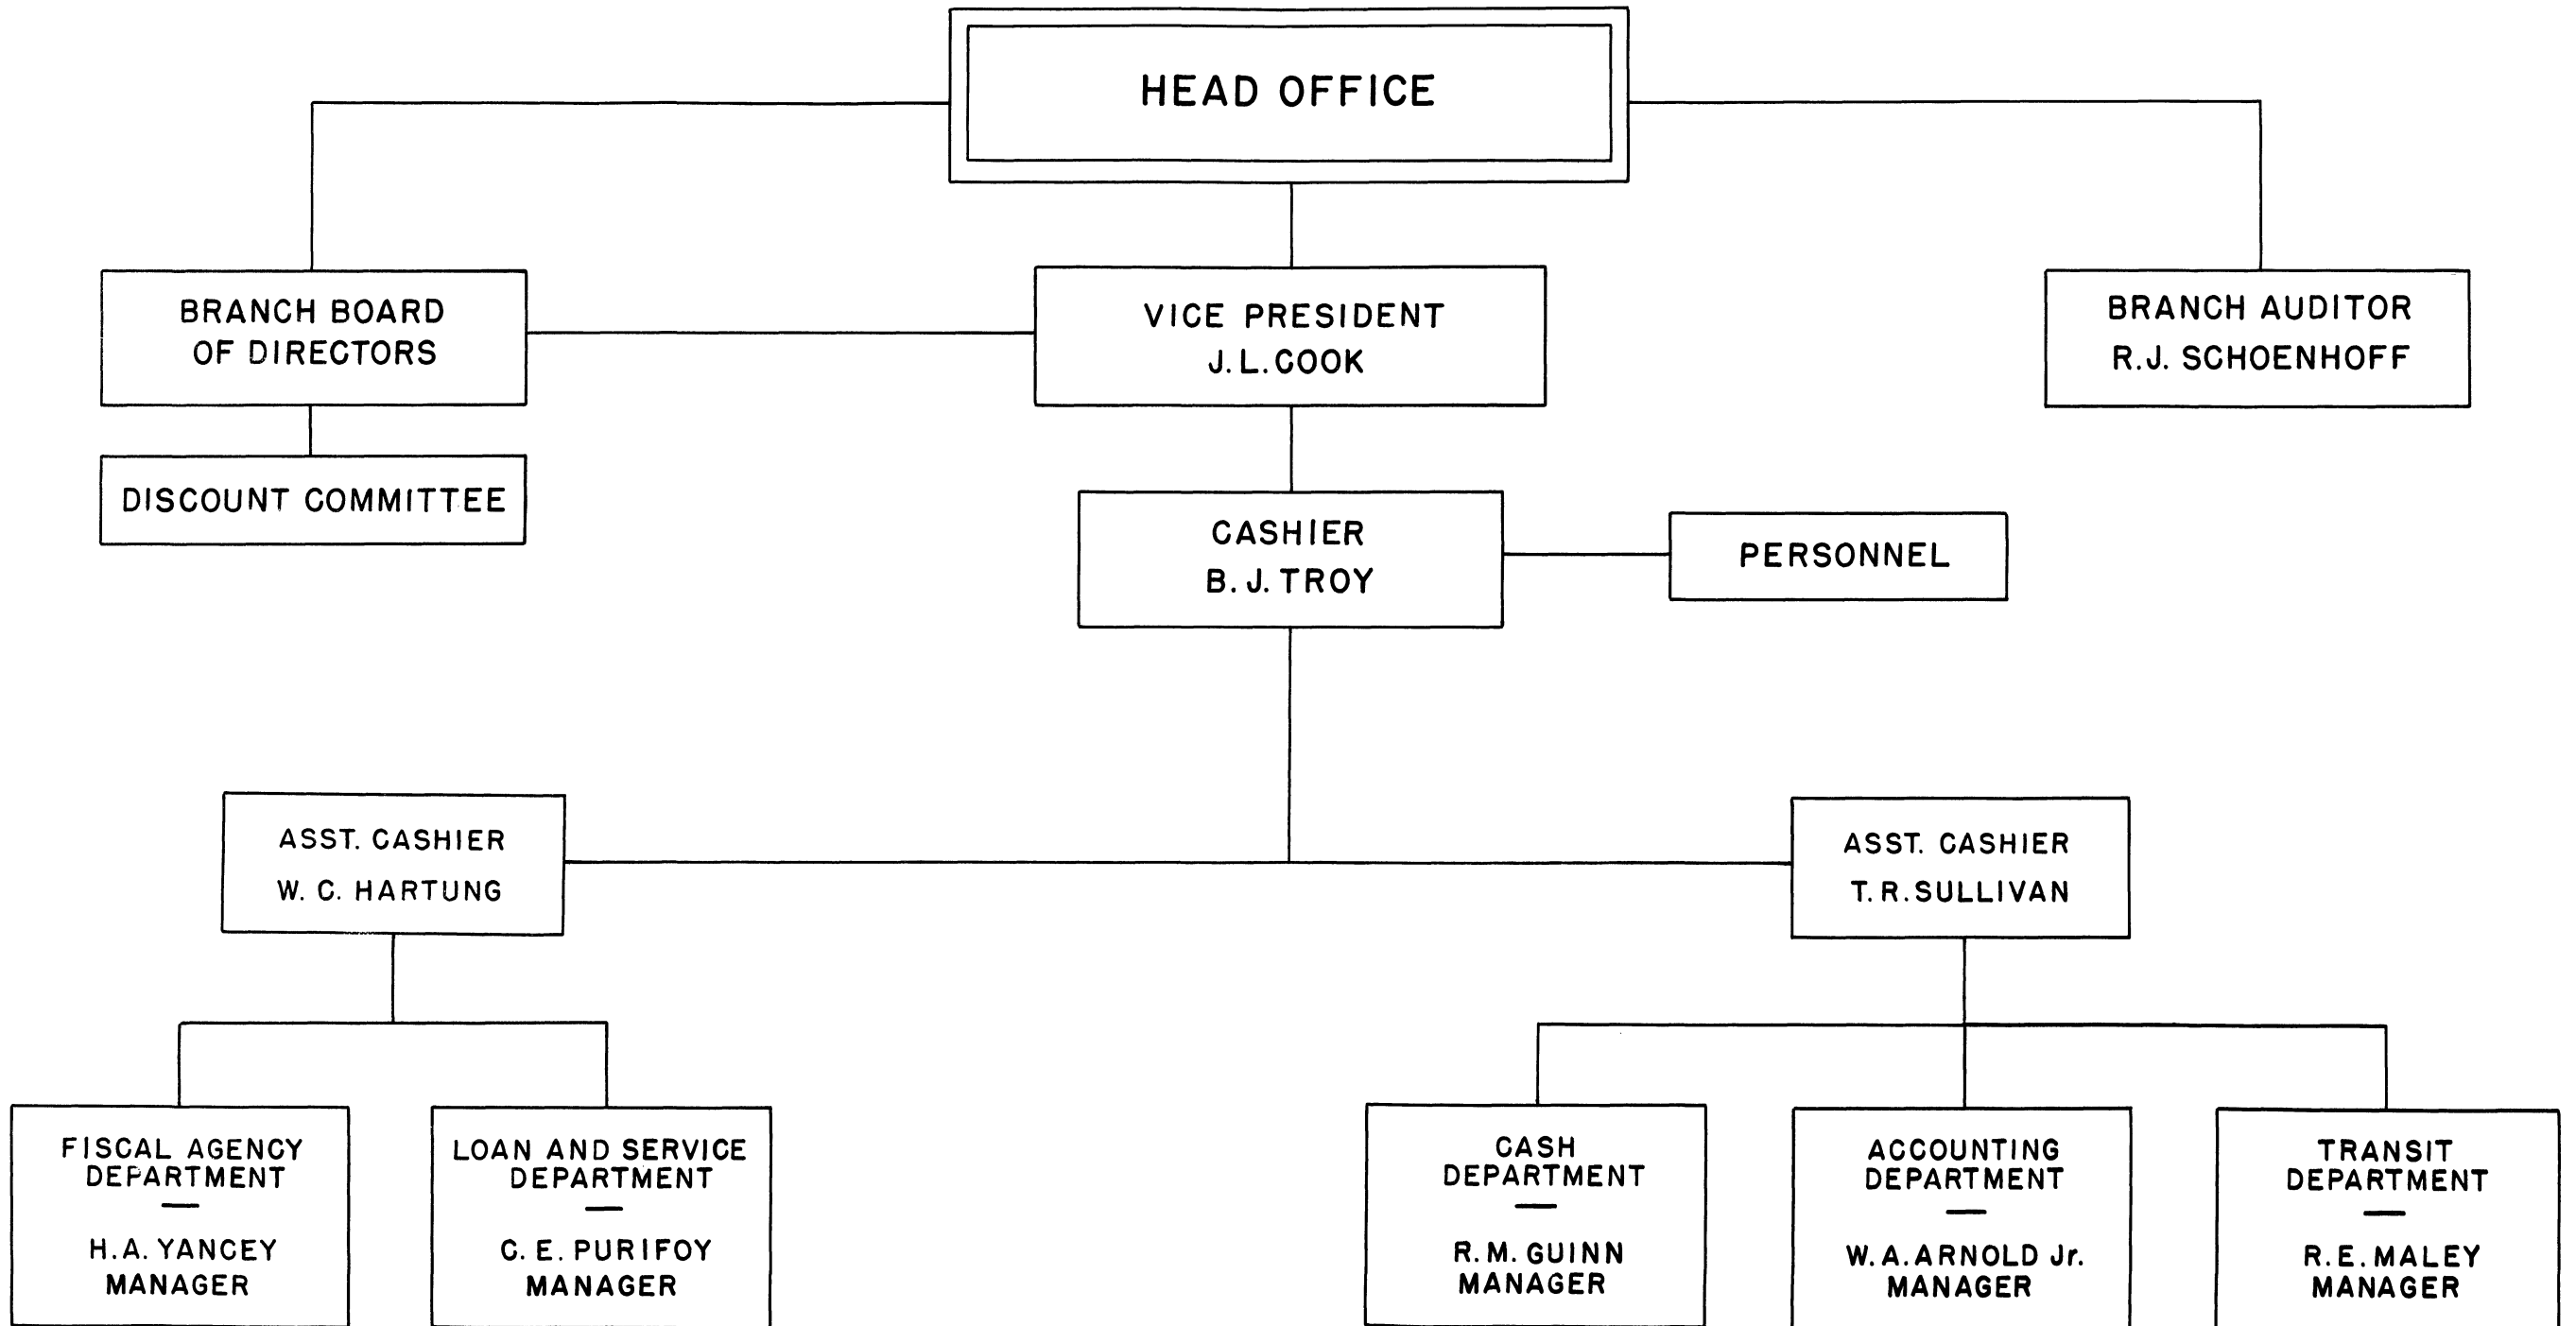 HEAD OFFICE
BRANCH BOARD
OF DIRECTORS
VICE PRESIDENT
J. L. COOK
BRANCH AUDITOR
R.J. SCHOENHOFF
DISCOUNT COMMITTEE
CASHIER
B. J. TROY
PERSONNEL
ASST. CASHIER
W. C. HARTUNG
ASST. CASHIER
T. R. SULLIVAN
FISCAL AGENCY
DEPARTMENT
H. A. YANCEY
MANAGER
LOAN AND SERVICE
DEPARTMENT
C. E. PURIFOY
MANAGER
CASH
DEPARTMENT
R. M. GUINN
MANAGER
ACCOUNTING
DEPARTMENT
W. A. ARNOLD Jr.
MANAGER
TRANSIT
DEPARTMENT
R. E. MALEY
MANAGER